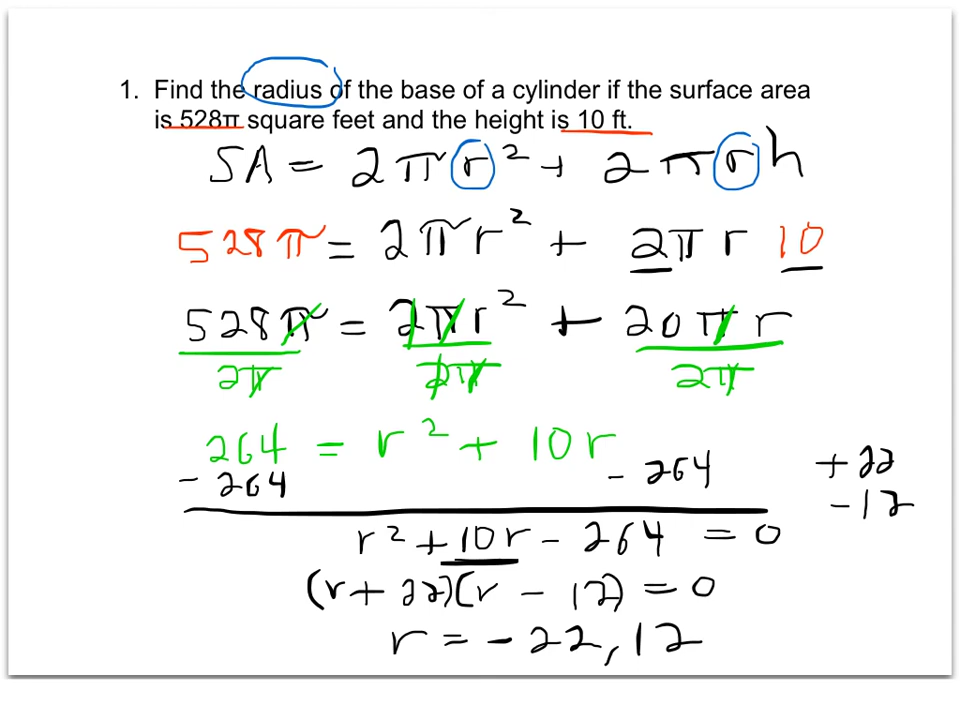 1. Find the radius of the base of a cylinder if the surface area
is 528π square feet and the height is 10 ft.
SA = 2πr² + 2πrh
528π = 2πr² + 2πr 10
528π = 2πr² + 20πr
2π 2π 2π
264 = r² + 10r
- 264 - 264
+22
-12
r² + 10r - 264 = 0
(r + 22)(r - 12) = 0
r = -22, 12